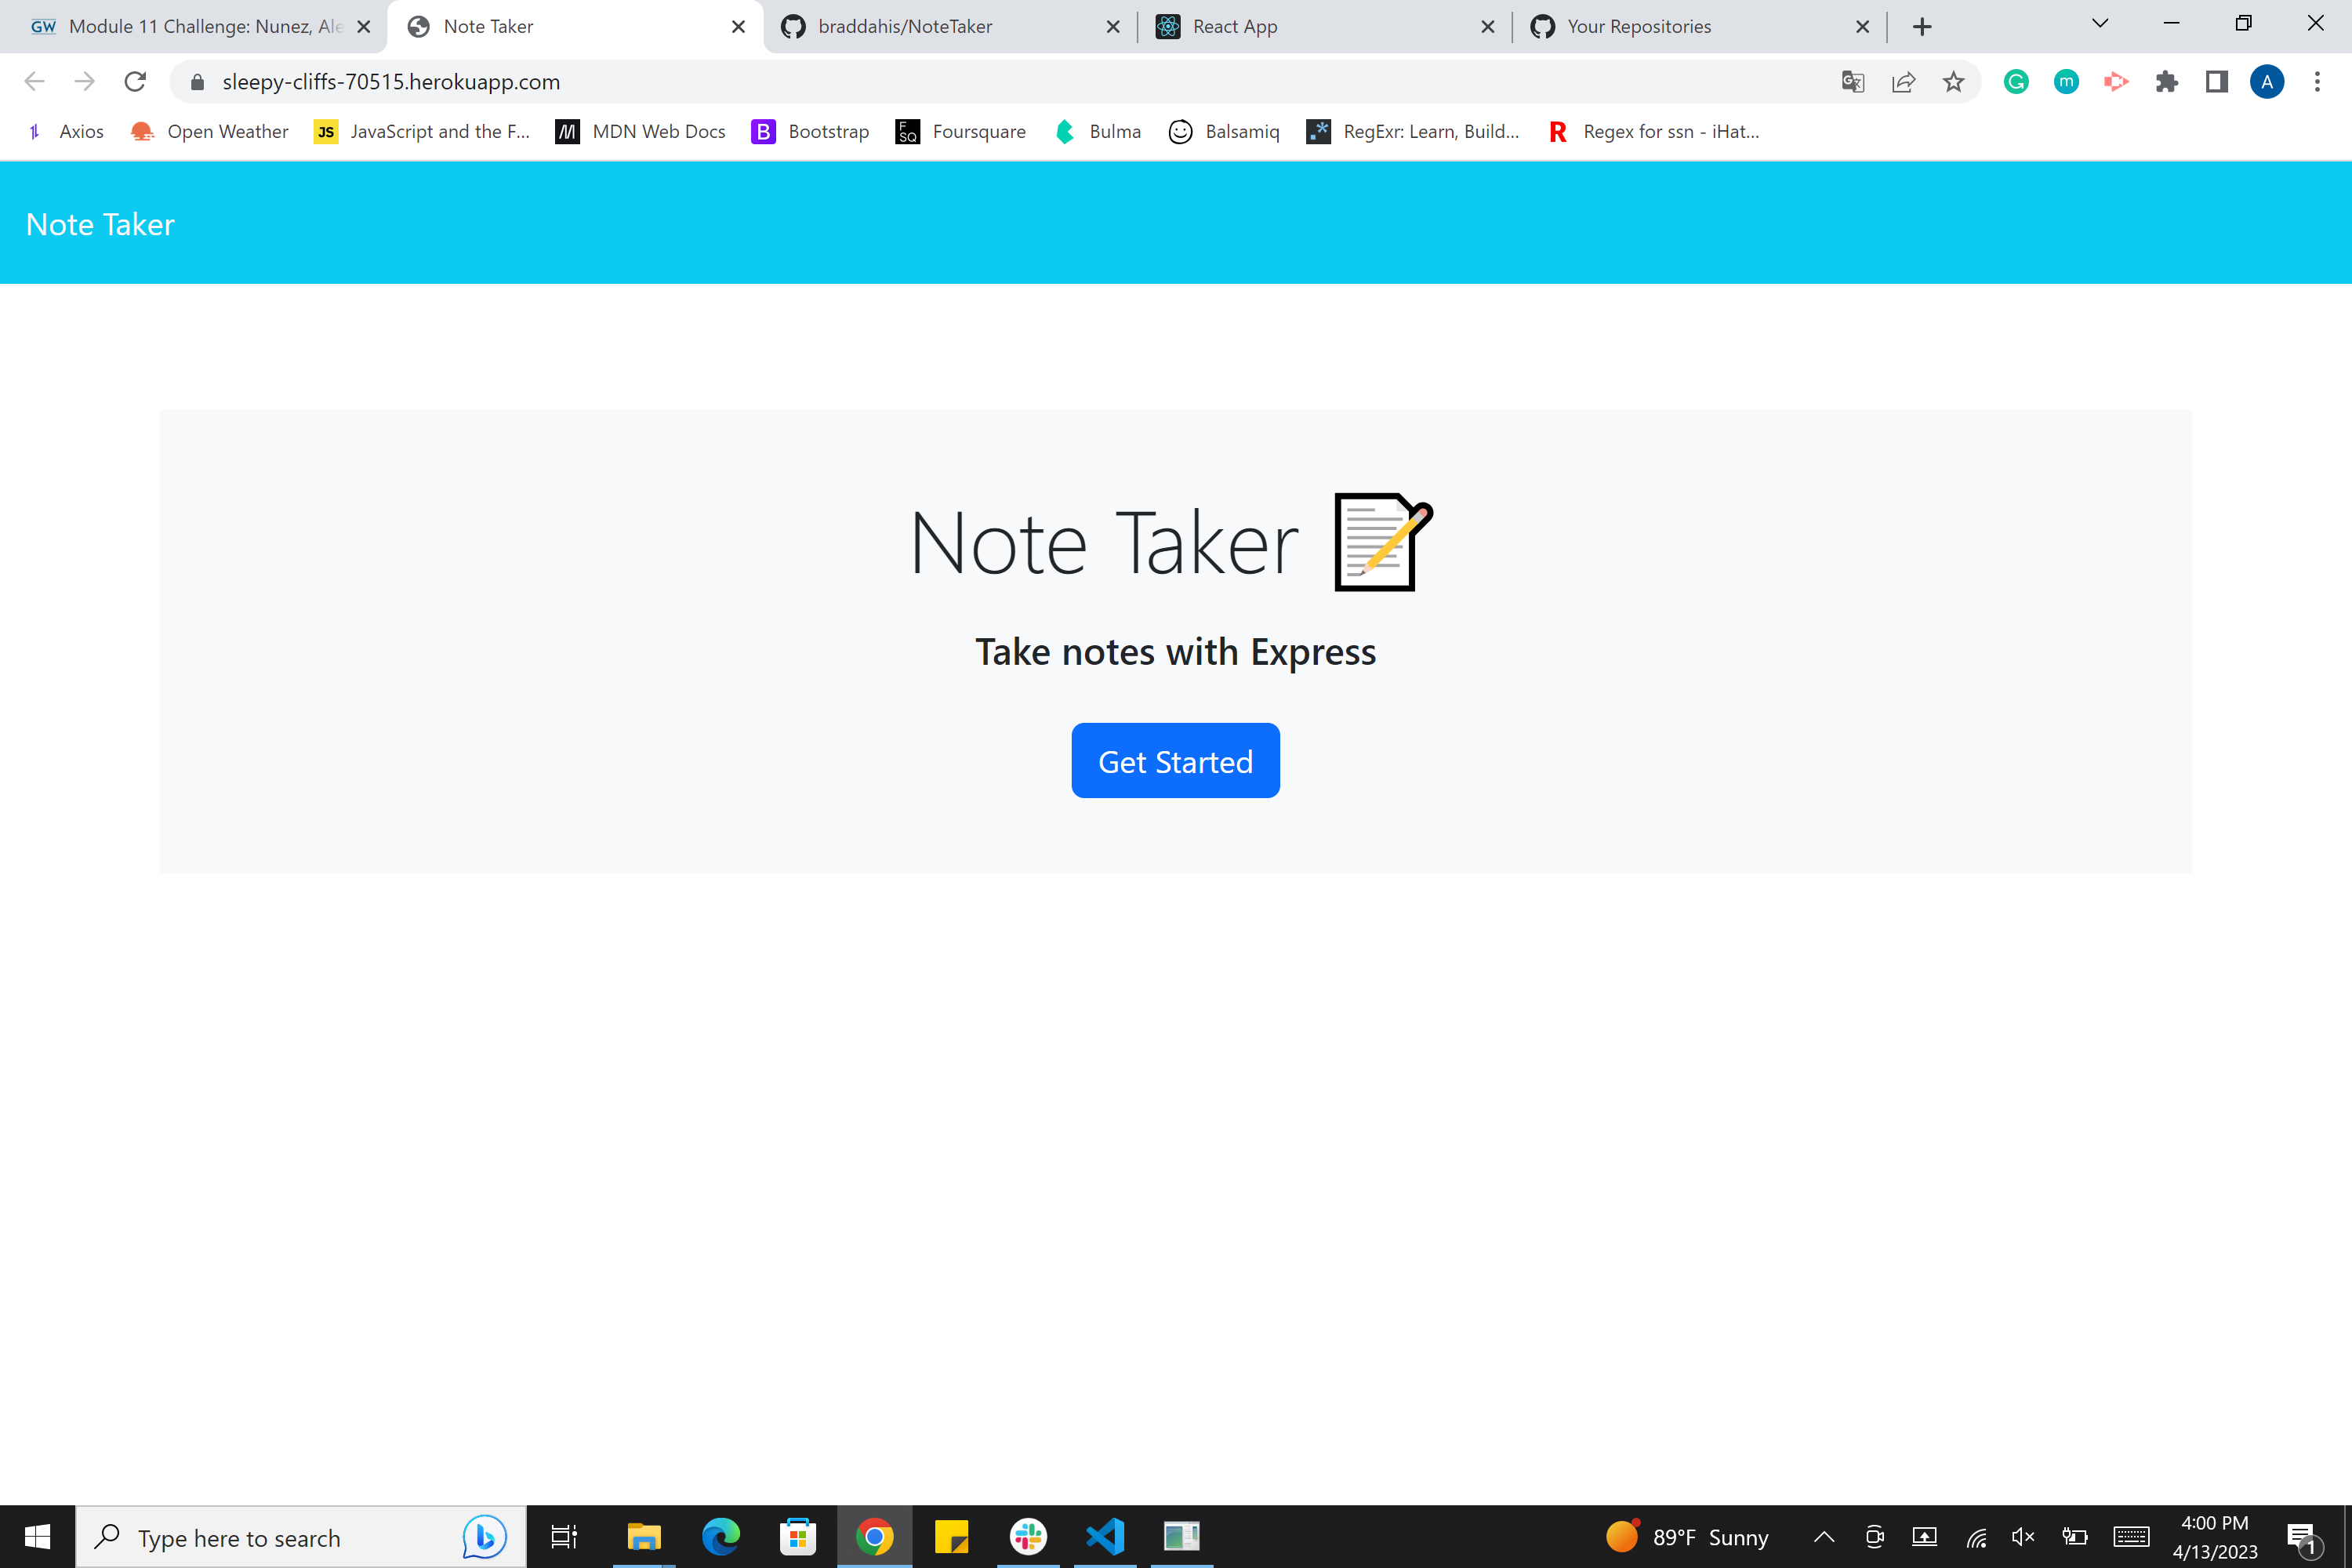 GW Module 11 Challenge: Nunez, Ale Note Taker braddahis/NoteTaker React App Your Repositories
sleepy-cliffs-70515.herokuapp.com G m A
Axios Open Weather JS JavaScript and the F... M MDN Web Docs B Bootstrap F SQ Foursquare Bulma Balsamiq .* RegExr: Learn, Build... R Regex for ssn - iHat...
Note Taker
Note Taker
Take notes with Express
Get Started
Type here to search b 89°F Sunny 4:00 PM
4/13/2023 1